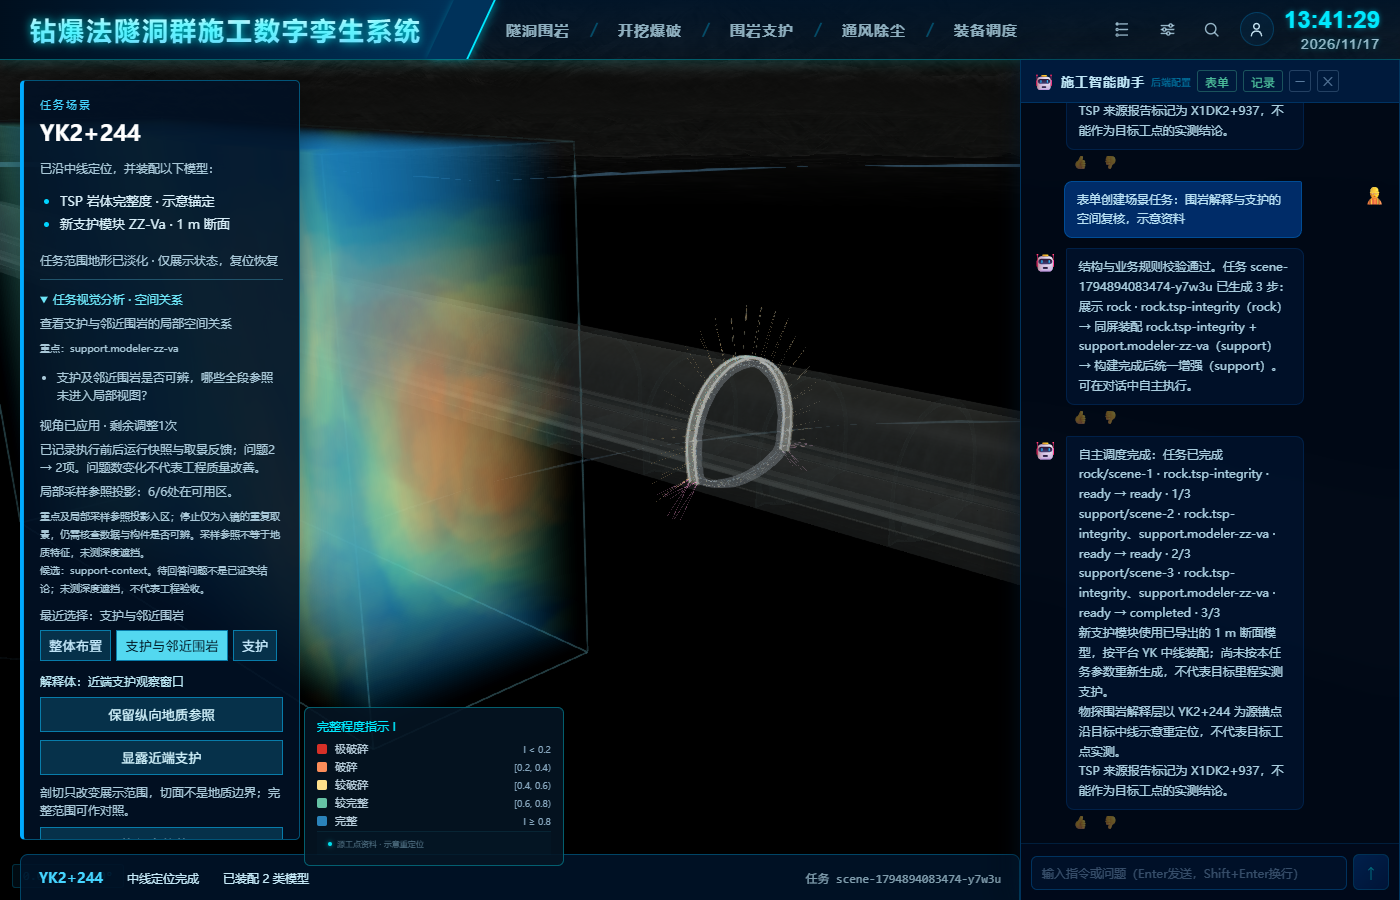 钻爆法隧洞群施工数字孪生系统
隧洞围岩 / 开挖爆破 / 围岩支护 / 通风除尘 / 装备调度
13:41:29
2026/11/17
任务场景
YK2+244
已沿中线定位，并装配以下模型：
TSP 岩体完整度 · 示意锚定
新支护模块 ZZ-Va · 1 m 断面
任务范围地形已淡化 · 仅展示状态，复位恢复
▼ 任务视觉分析 · 空间关系
查看支护与邻近围岩的局部空间关系
重点：support.modeler-zz-va
支护及邻近围岩是否可辨，哪些全段参照
未进入局部视图？
视角已应用 · 剩余调整1次
已记录执行前后运行快照与取景反馈；问题2
→ 2项。问题数变化不代表工程质量改善。
局部采样参照投影：6/6处在可用区。
重点及局部采样参照投影入区；停止仅为入镜的重复取
景，仍需核查数据与构件是否可辨。采样参照不等于地
质特征，未测深度遮挡。
候选：support-context。待回答问题不是已证实结
论；未测深度遮挡，不代表工程验收。
最近选择：支护与邻近围岩
整体布置
支护与邻近围岩
支护
解释体：近端支护观察窗口
保留纵向地质参照
显露近端支护
剖切只改变展示范围，切面不是地质边界；完
整范围可作对照。
完整程度指示 I
极破碎 I < 0.2
破碎 [0.2, 0.4)
较破碎 [0.4, 0.6)
较完整 [0.6, 0.8)
完整 I ≥ 0.8
源工点资料 · 示意重定位
YK2+244 中线定位完成 已装配 2 类模型
任务 scene-1794894083474-y7w3u
施工智能助手 后端配置 表单 记录
TSP 来源报告标记为 X1DK2+937，不
能作为目标工点的实测结论。
表单创建场景任务：围岩解释与支护的
空间复核，示意资料
结构与业务规则校验通过。任务 scene-
1794894083474-y7w3u 已生成 3 步：
展示 rock · rock.tsp-integrity（rock）
→ 同屏装配 rock.tsp-integrity +
support.modeler-zz-va（support）
→ 构建完成后统一增强（support）。
可在对话中自主执行。
自主调度完成：任务已完成
rock/scene-1 · rock.tsp-integrity ·
ready → ready · 1/3
support/scene-2 · rock.tsp-
integrity、support.modeler-zz-va ·
ready → ready · 2/3
support/scene-3 · rock.tsp-
integrity、support.modeler-zz-va ·
ready → completed · 3/3
新支护模块使用已导出的 1 m 断面模
型，按平台 YK 中线装配；尚未按本任
务参数重新生成，不代表目标里程实测
支护。
物探围岩解释层以 YK2+244 为源锚点
沿目标中线示意重定位，不代表目标工
点实测。
TSP 来源报告标记为 X1DK2+937，不
能作为目标工点的实测结论。
输入指令或问题（Enter发送，Shift+Enter换行）